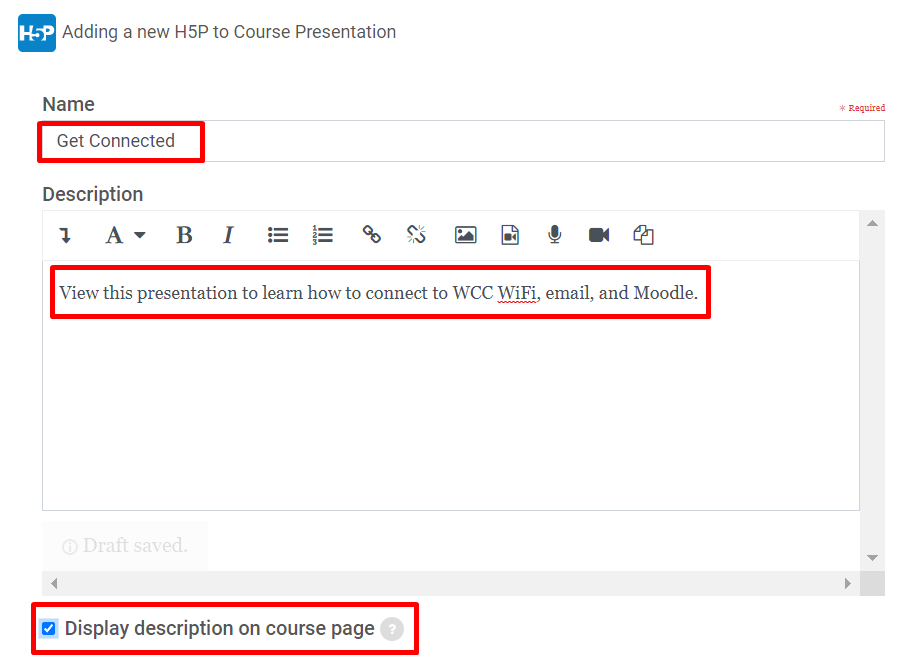 H5P Adding a new H5P to Course Presentation
Name
* Required
Get Connected
Description
A B I
View this presentation to learn how to connect to WCC WiFi, email, and Moodle.
Draft saved.
Display description on course page ?